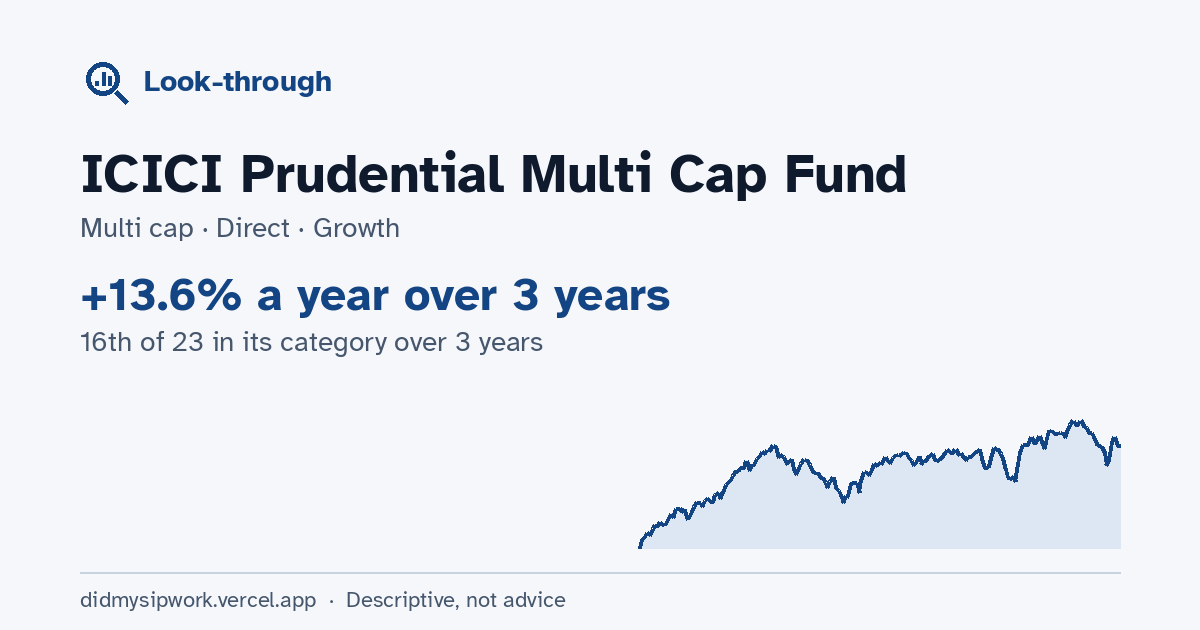 Look-through
ICICI Prudential Multi Cap Fund
Multi cap · Direct · Growth
+13.6% a year over 3 years
16th of 23 in its category over 3 years
didmysipwork.vercel.app · Descriptive, not advice